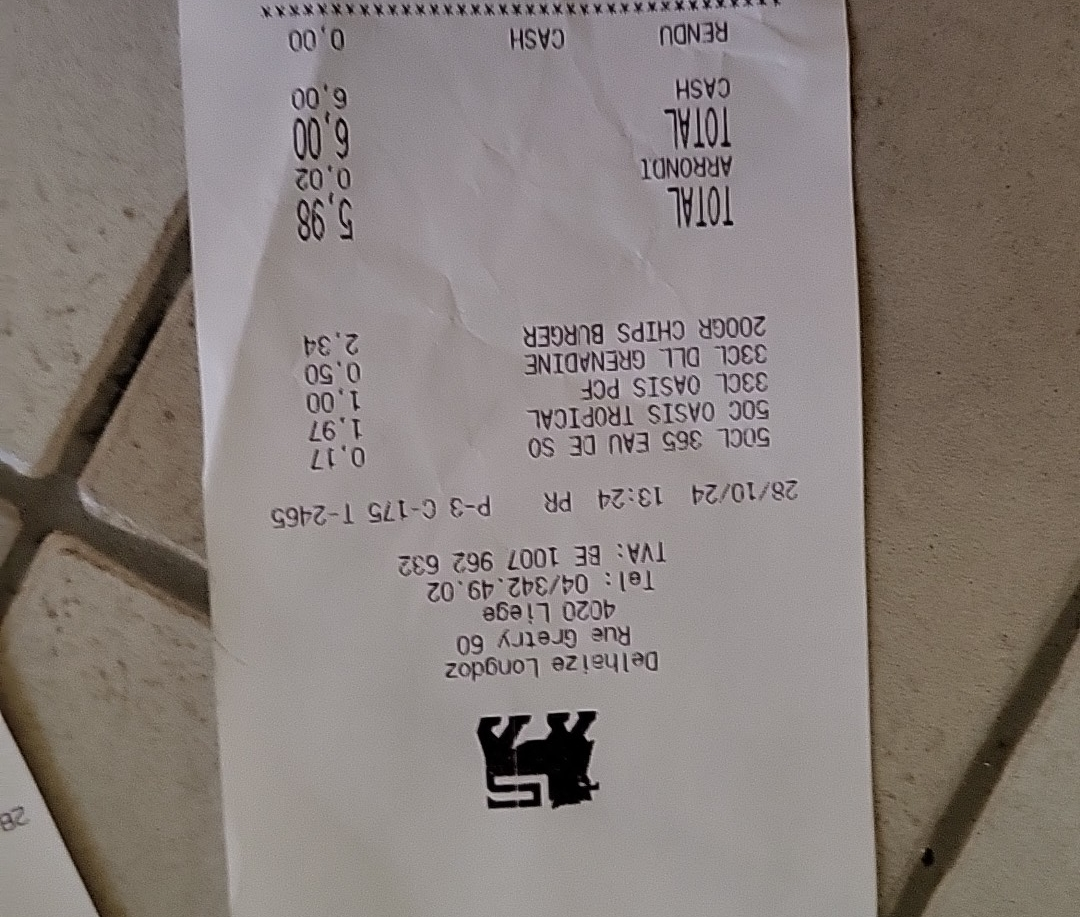 Delhaize Longdoz
Rue Gretry 60
4020 Liege
Tel: 04/342.49.02
TVA: BE 1007 962 632
28/10/24 13:24 PR P-3 C-175 T-2465
50CL 365 EAU DE SO 0,17
50C OASIS TROPICAL 1,97
33CL OASIS PCF 1,00
33CL DLL GRENADINE 0,50
200GR CHIPS BURGER 2,34
TOTAL 5,98
ARRONDI 0,02
TOTAL 6,00
CASH 6,00
RENDU CASH 0,00
****************************************
28